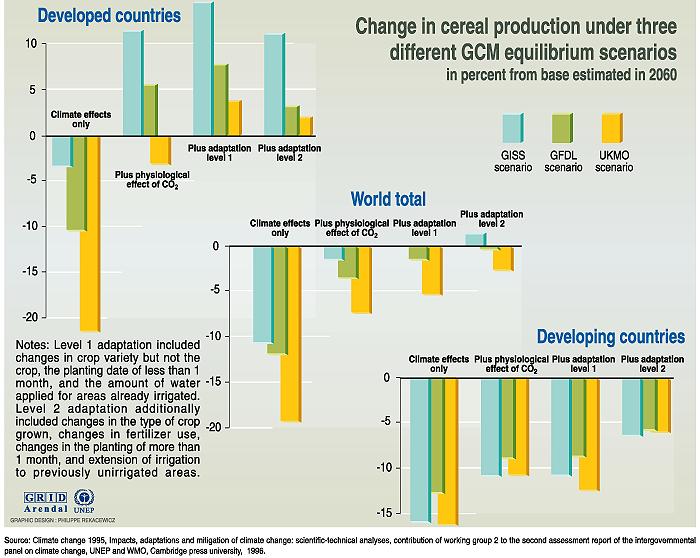 Developed countries
Change in cereal production under three
different GCM equilibrium scenarios
in percent from base estimated in 2060
10
5
0
-5
-10
-15
-20
Climate effects
only
Plus physiological
effect of CO2
Plus adaptation
level 1
Plus adaptation
level 2
GISS
scenario
GFDL
scenario
UKMO
scenario
World total
Climate effects
only
Plus physiological
effect of CO2
Plus adaptation
level 1
Plus adaptation
level 2
0
-5
-10
-15
-20
Developing countries
Climate effects
only
Plus physiological
effect of CO2
Plus adaptation
level 1
Plus adaptation
level 2
0
-5
-10
-15
Notes: Level 1 adaptation included
changes in crop variety but not the
crop, the planting date of less than 1
month, and the amount of water
applied for areas already irrigated.
Level 2 adaptation additionally
included changes in the type of crop
grown, changes in fertilizer use,
changes in the planting of more than
1 month, and extension of irrigation
to previously unirrigated areas.
GRID
Arendal
UNEP
GRAPHIC DESIGN : PHILIPPE REKACEWICZ
Source: Climate change 1995, Impacts, adaptations and mitigation of climate change: scientific-technical analyses, contribution of working group 2 to the second assessment report of the intergovernmental
panel on climate change, UNEP and WMO, Cambridge press university, 1996.